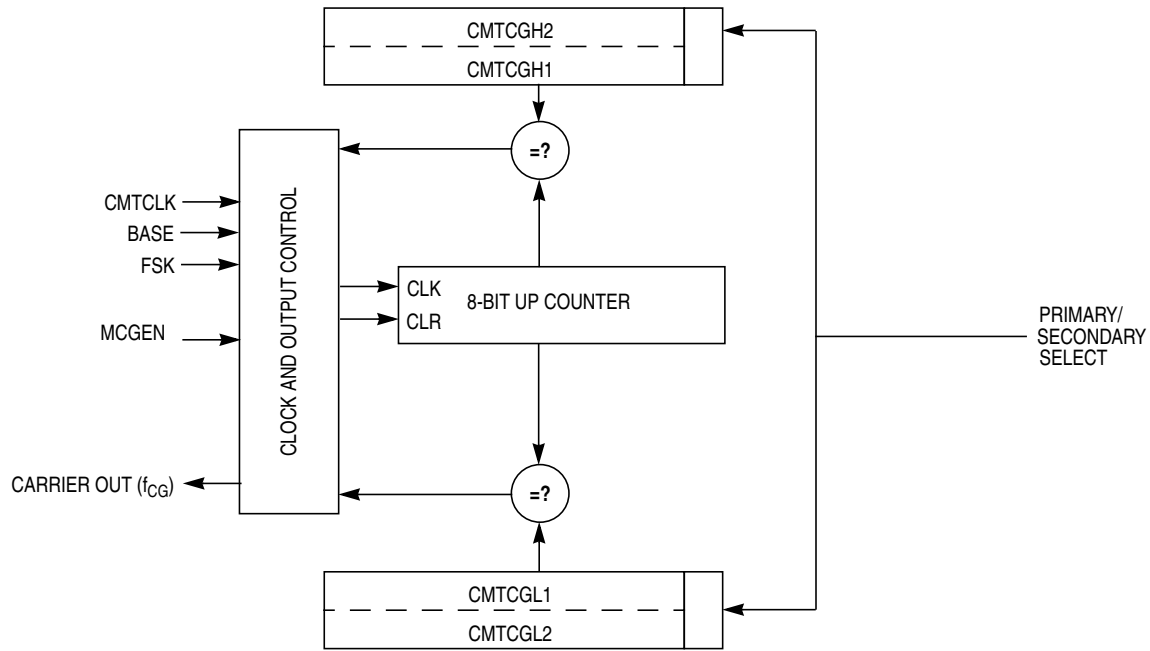 CMTCGH2
CMTCGH1
=?
CMTCLK
BASE
FSK
MCGEN
CLOCK AND OUTPUT CONTROL
CLK
CLR
8-BIT UP COUNTER
PRIMARY/
SECONDARY
SELECT
CARRIER OUT (fCG)
=?
CMTCGL1
CMTCGL2